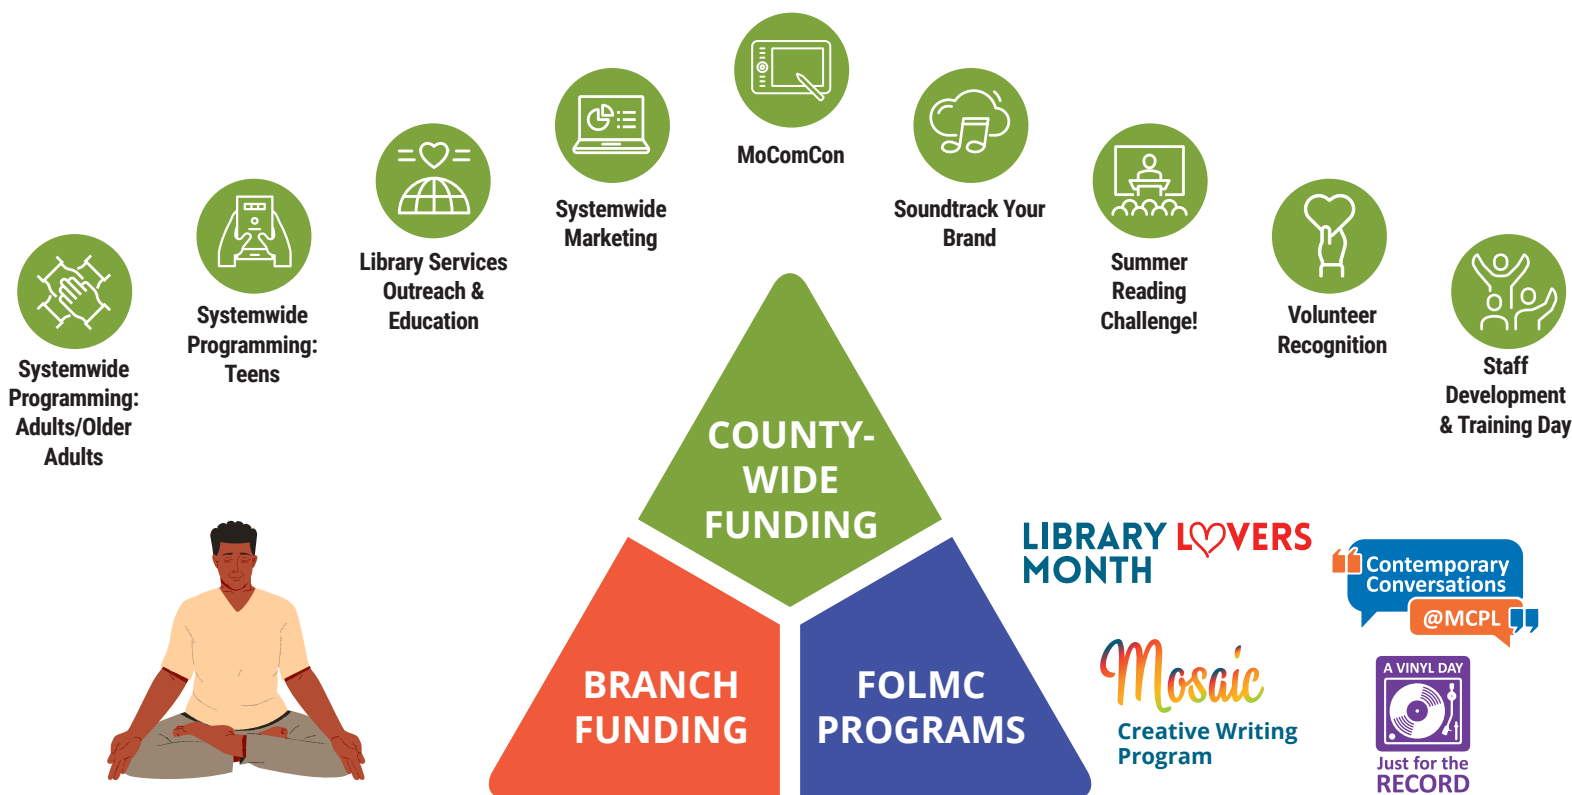 MoComCon
Systemwide
Marketing
Soundtrack Your
Brand
Library Services
Outreach &
Education
Summer
Reading
Challenge!
Systemwide
Programming:
Teens
Volunteer
Recognition
Systemwide
Programming:
Adults/Older
Adults
Staff
Development
& Training Day
COUNTY-
WIDE
FUNDING
BRANCH
FUNDING
FOLMC
PROGRAMS
LIBRARY LOVERS
MONTH
Contemporary
Conversations
@MCPL
Mosaic
Creative Writing
Program
A VINYL DAY
Just for the
RECORD